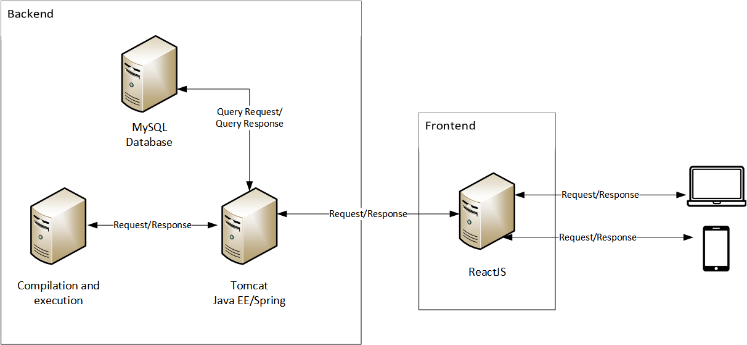 Backend
MySQL
Database
Query Request/
Query Response
Frontend
Compilation and
execution
Request/Response
Tomcat
Java EE/Spring
Request/Response
ReactJS
Request/Response
Request/Response